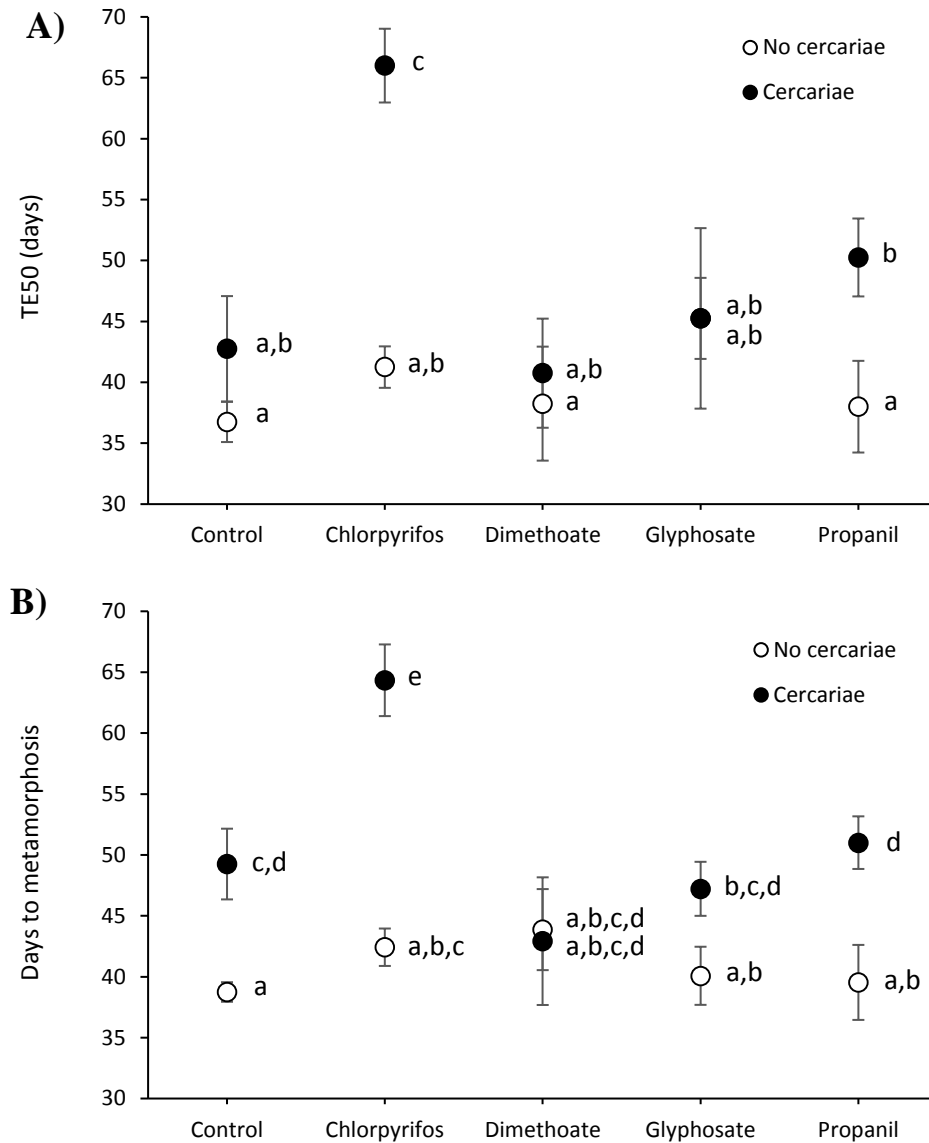 A)
70
No cercariae
65
c
Cercariae
60
55
TE50 (days)
50
b
45
a,b
a,b
a,b
a,b
a,b
40
a
a
a
35
30
Control Chlorpyrifos Dimethoate Glyphosate Propanil
B)
70
No cercariae
65
e
Cercariae
60
55
Days to metamorphosis
50
c,d
d
b,c,d
45
a,b,c
a,b,c,d
a,b,c,d
40
a
a,b
a,b
35
30
Control Chlorpyrifos Dimethoate Glyphosate Propanil